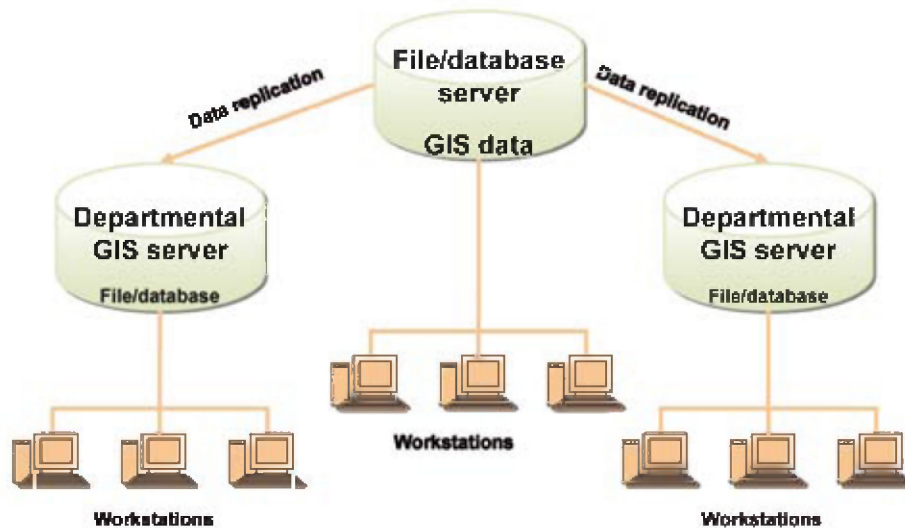 File/database
server
GIS data
Data replication
Data replication
Departmental
GIS server
File/database
Departmental
GIS server
File/database
Workstations
Workstations
Workstations